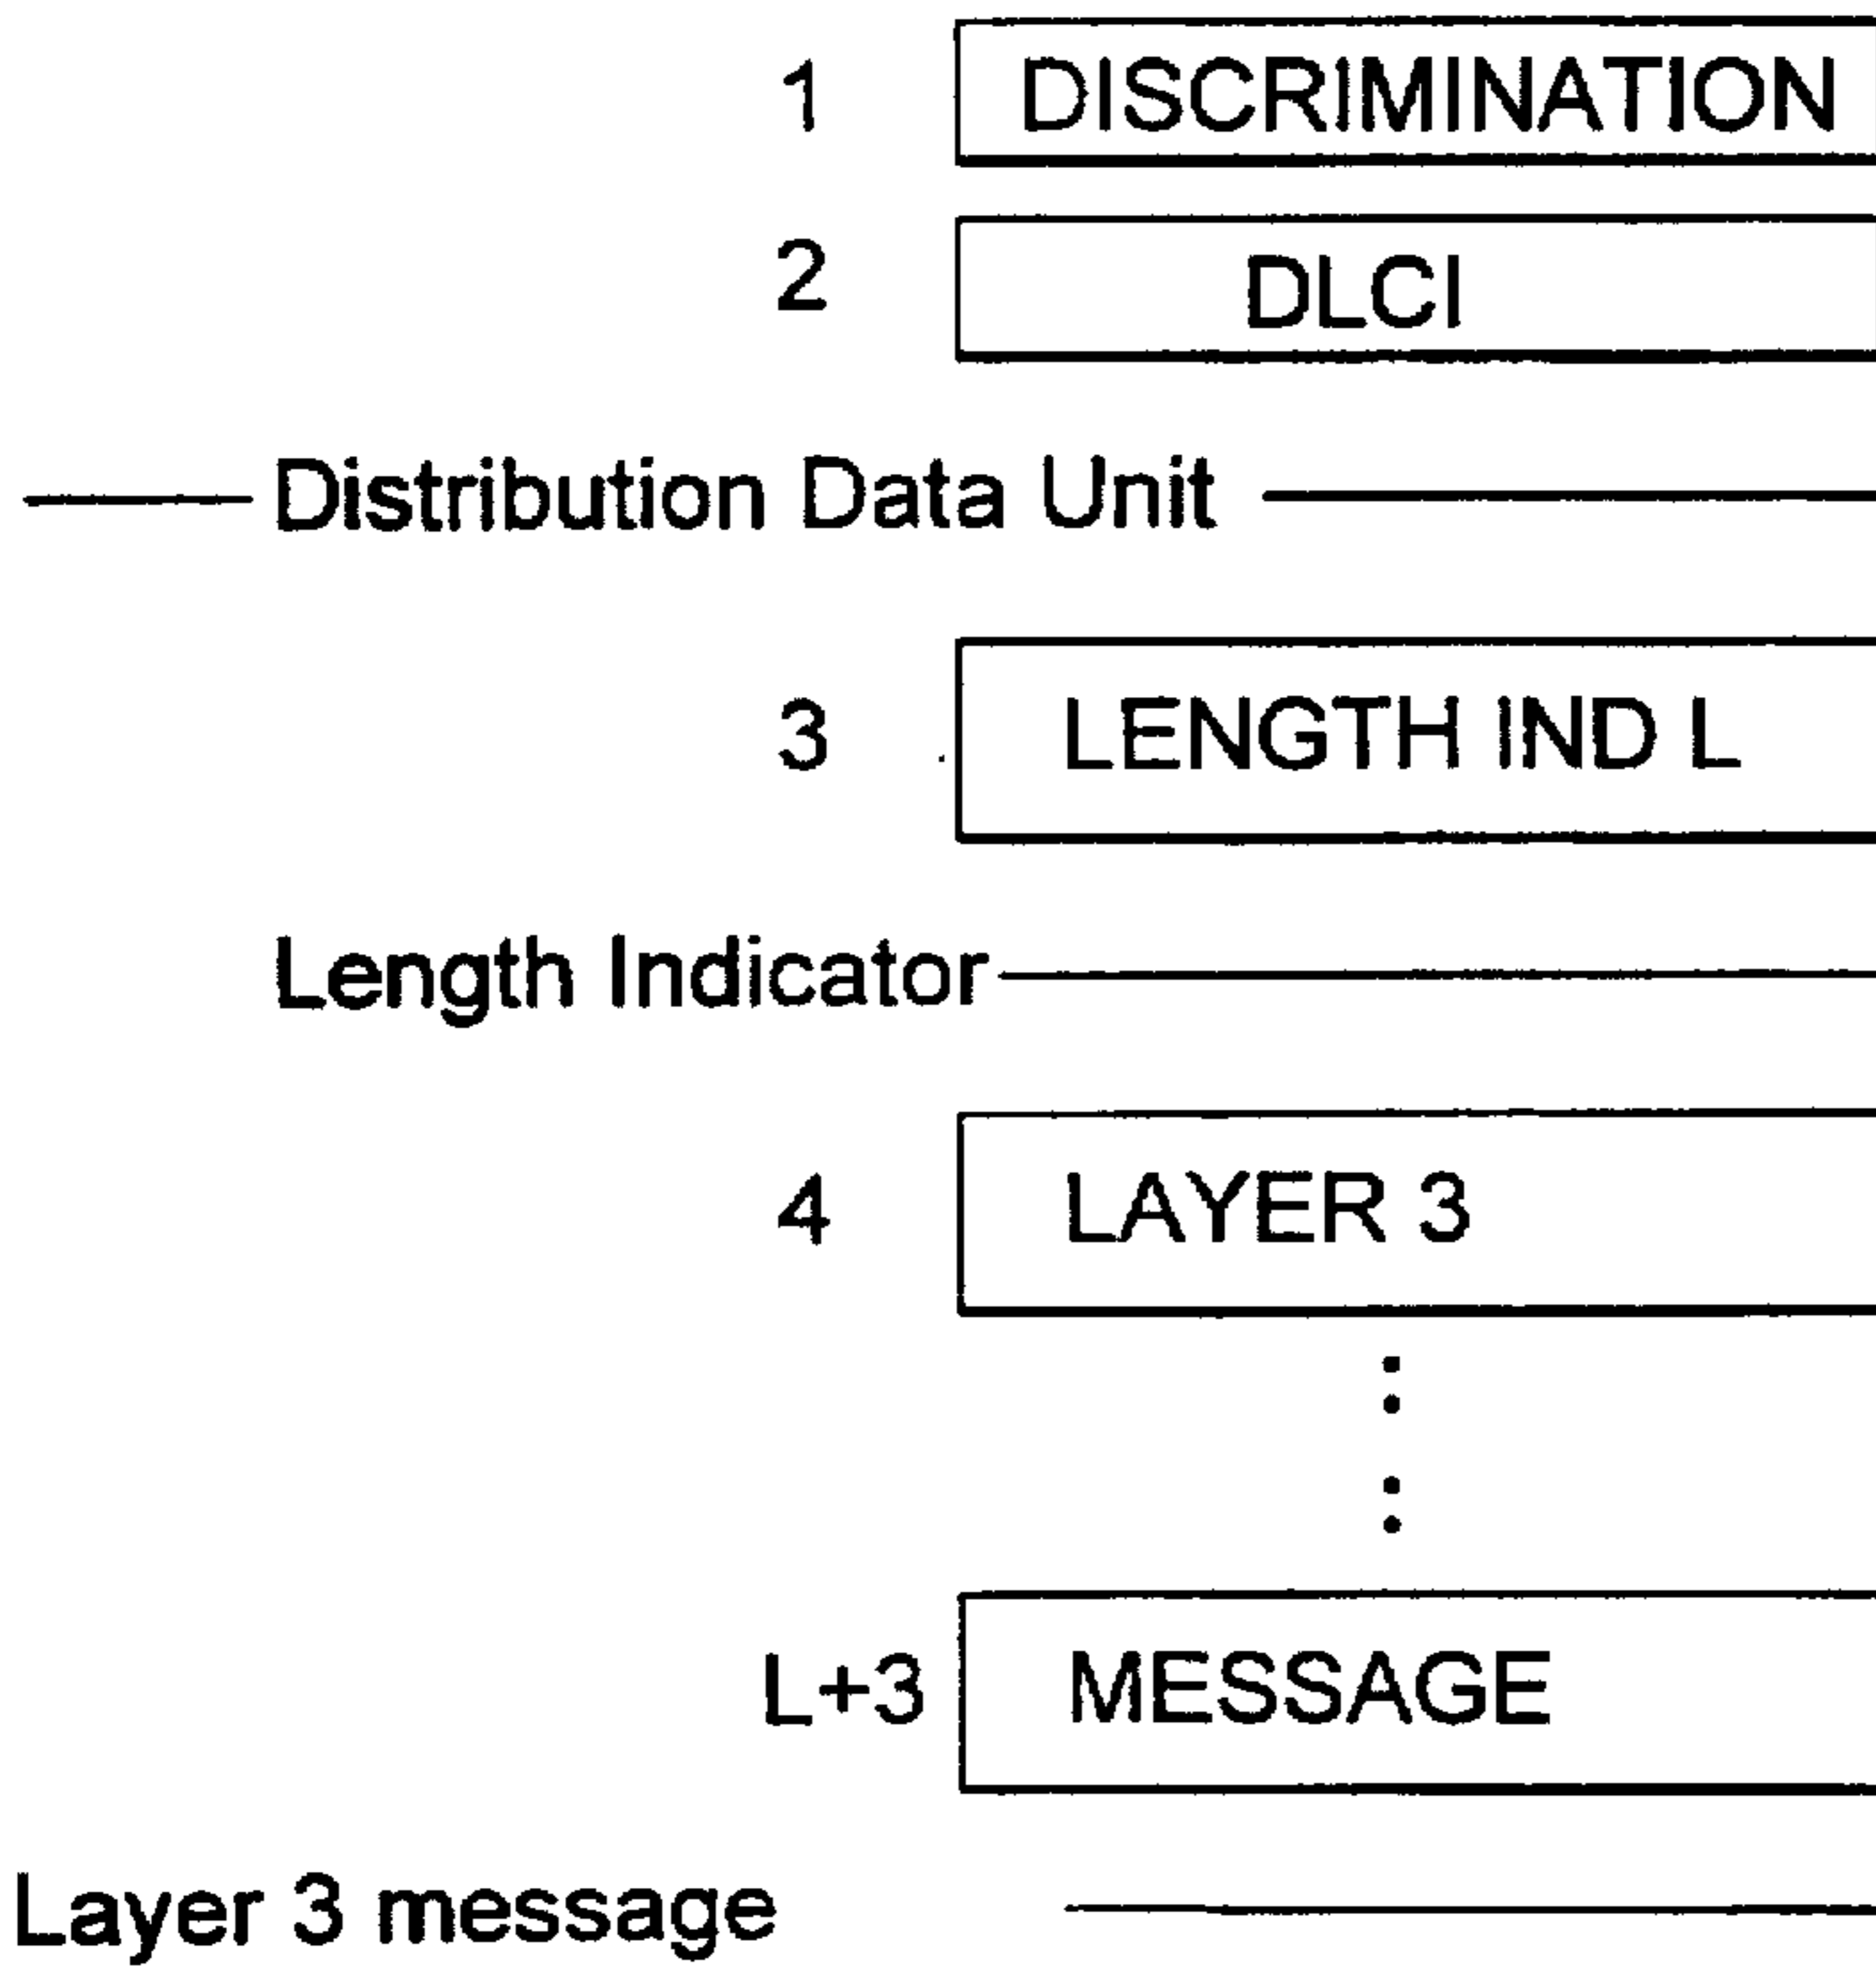 1 DISCRIMINATION
2 DLCI
Distribution Data Unit
3 LENGTH IND L
Length Indicator
4 LAYER 3
L+3 MESSAGE
Layer 3 message